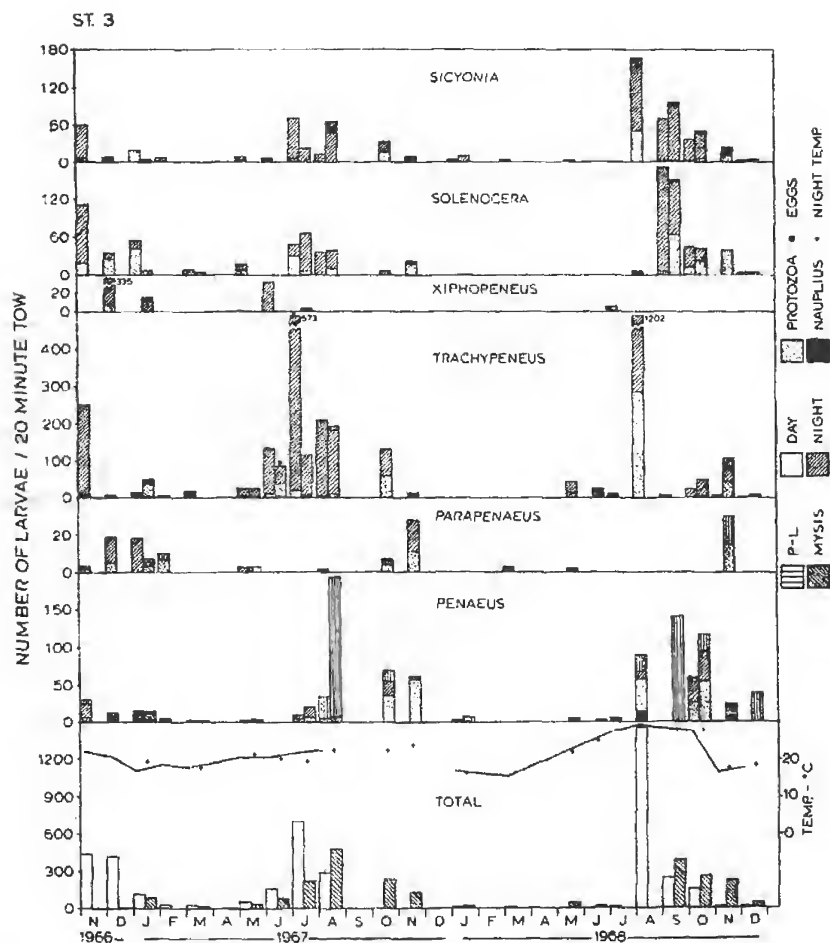 ST. 3
NUMBER OF LARVAE / 20 MINUTE TOW
180
120
60
0
SICYONIA
120
60
0
SOLENOCERA
335
20
0
XIPHOPENEUS
573
1202
400
300
200
100
0
TRACHYPENEUS
20
0
PARAPENAEUS
150
100
50
0
PENAEUS
1200
900
600
300
0
TOTAL
20
10
0
TEMP. - °C
N D J F M A M J J A S O N D J F M A M J J A S O N D
1966 1967 1968
P-L DAY PROTOZOA EGGS
MYSIS NIGHT NAUPLIUS NIGHT TEMP.